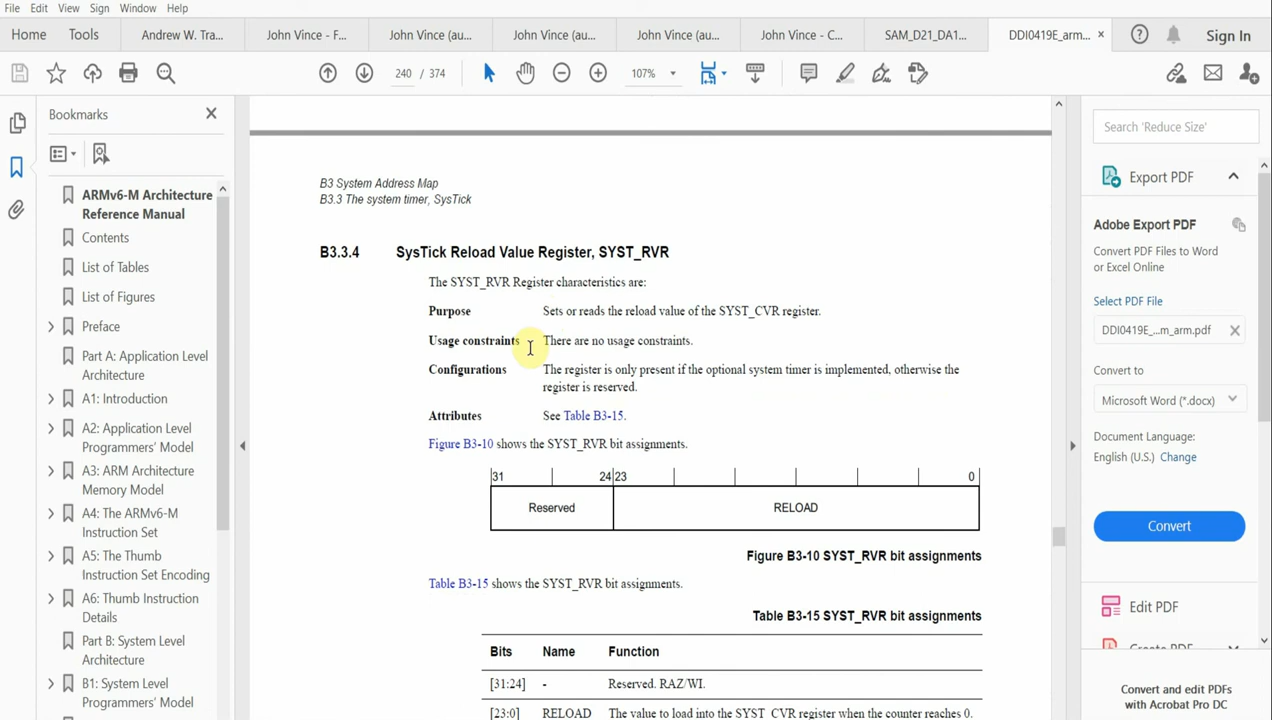 File Edit View Sign Window Help
Home Tools Andrew W. Tra... John Vince - F... John Vince (au... John Vince (au... John Vince (au... John Vince - C... SAM_D21_DA1... DDI0419E_arm... × Sign In
240 / 374 107%
Bookmarks
ARMv6-M Architecture
Reference Manual
Contents
List of Tables
List of Figures
Preface
Part A: Application Level
Architecture
A1: Introduction
A2: Application Level
Programmers' Model
A3: ARM Architecture
Memory Model
A4: The ARMv6-M
Instruction Set
A5: The Thumb
Instruction Set Encoding
A6: Thumb Instruction
Details
Part B: System Level
Architecture
B1: System Level
Programmers' Model
B3 System Address Map
B3.3 The system timer, SysTick
B3.3.4 SysTick Reload Value Register, SYST_RVR
The SYST_RVR Register characteristics are:
Purpose Sets or reads the reload value of the SYST_CVR register.
Usage constraints There are no usage constraints.
Configurations The register is only present if the optional system timer is implemented, otherwise the
register is reserved.
Attributes See Table B3-15.
Figure B3-10 shows the SYST_RVR bit assignments.
31 24 23 0
Reserved RELOAD
Figure B3-10 SYST_RVR bit assignments
Table B3-15 shows the SYST_RVR bit assignments.
Table B3-15 SYST_RVR bit assignments
Bits Name Function
[31:24] - Reserved. RAZ/WI.
[23:0] RELOAD The value to load into the SYST_CVR register when the counter reaches 0.
Search 'Reduce Size'
Export PDF
Adobe Export PDF
Convert PDF Files to Word
or Excel Online
Select PDF File
DDI0419E_...m_arm.pdf
Convert to
Microsoft Word (*.docx)
Document Language:
English (U.S.) Change
Convert
Edit PDF
Create PDF
Convert and edit PDFs
with Acrobat Pro DC